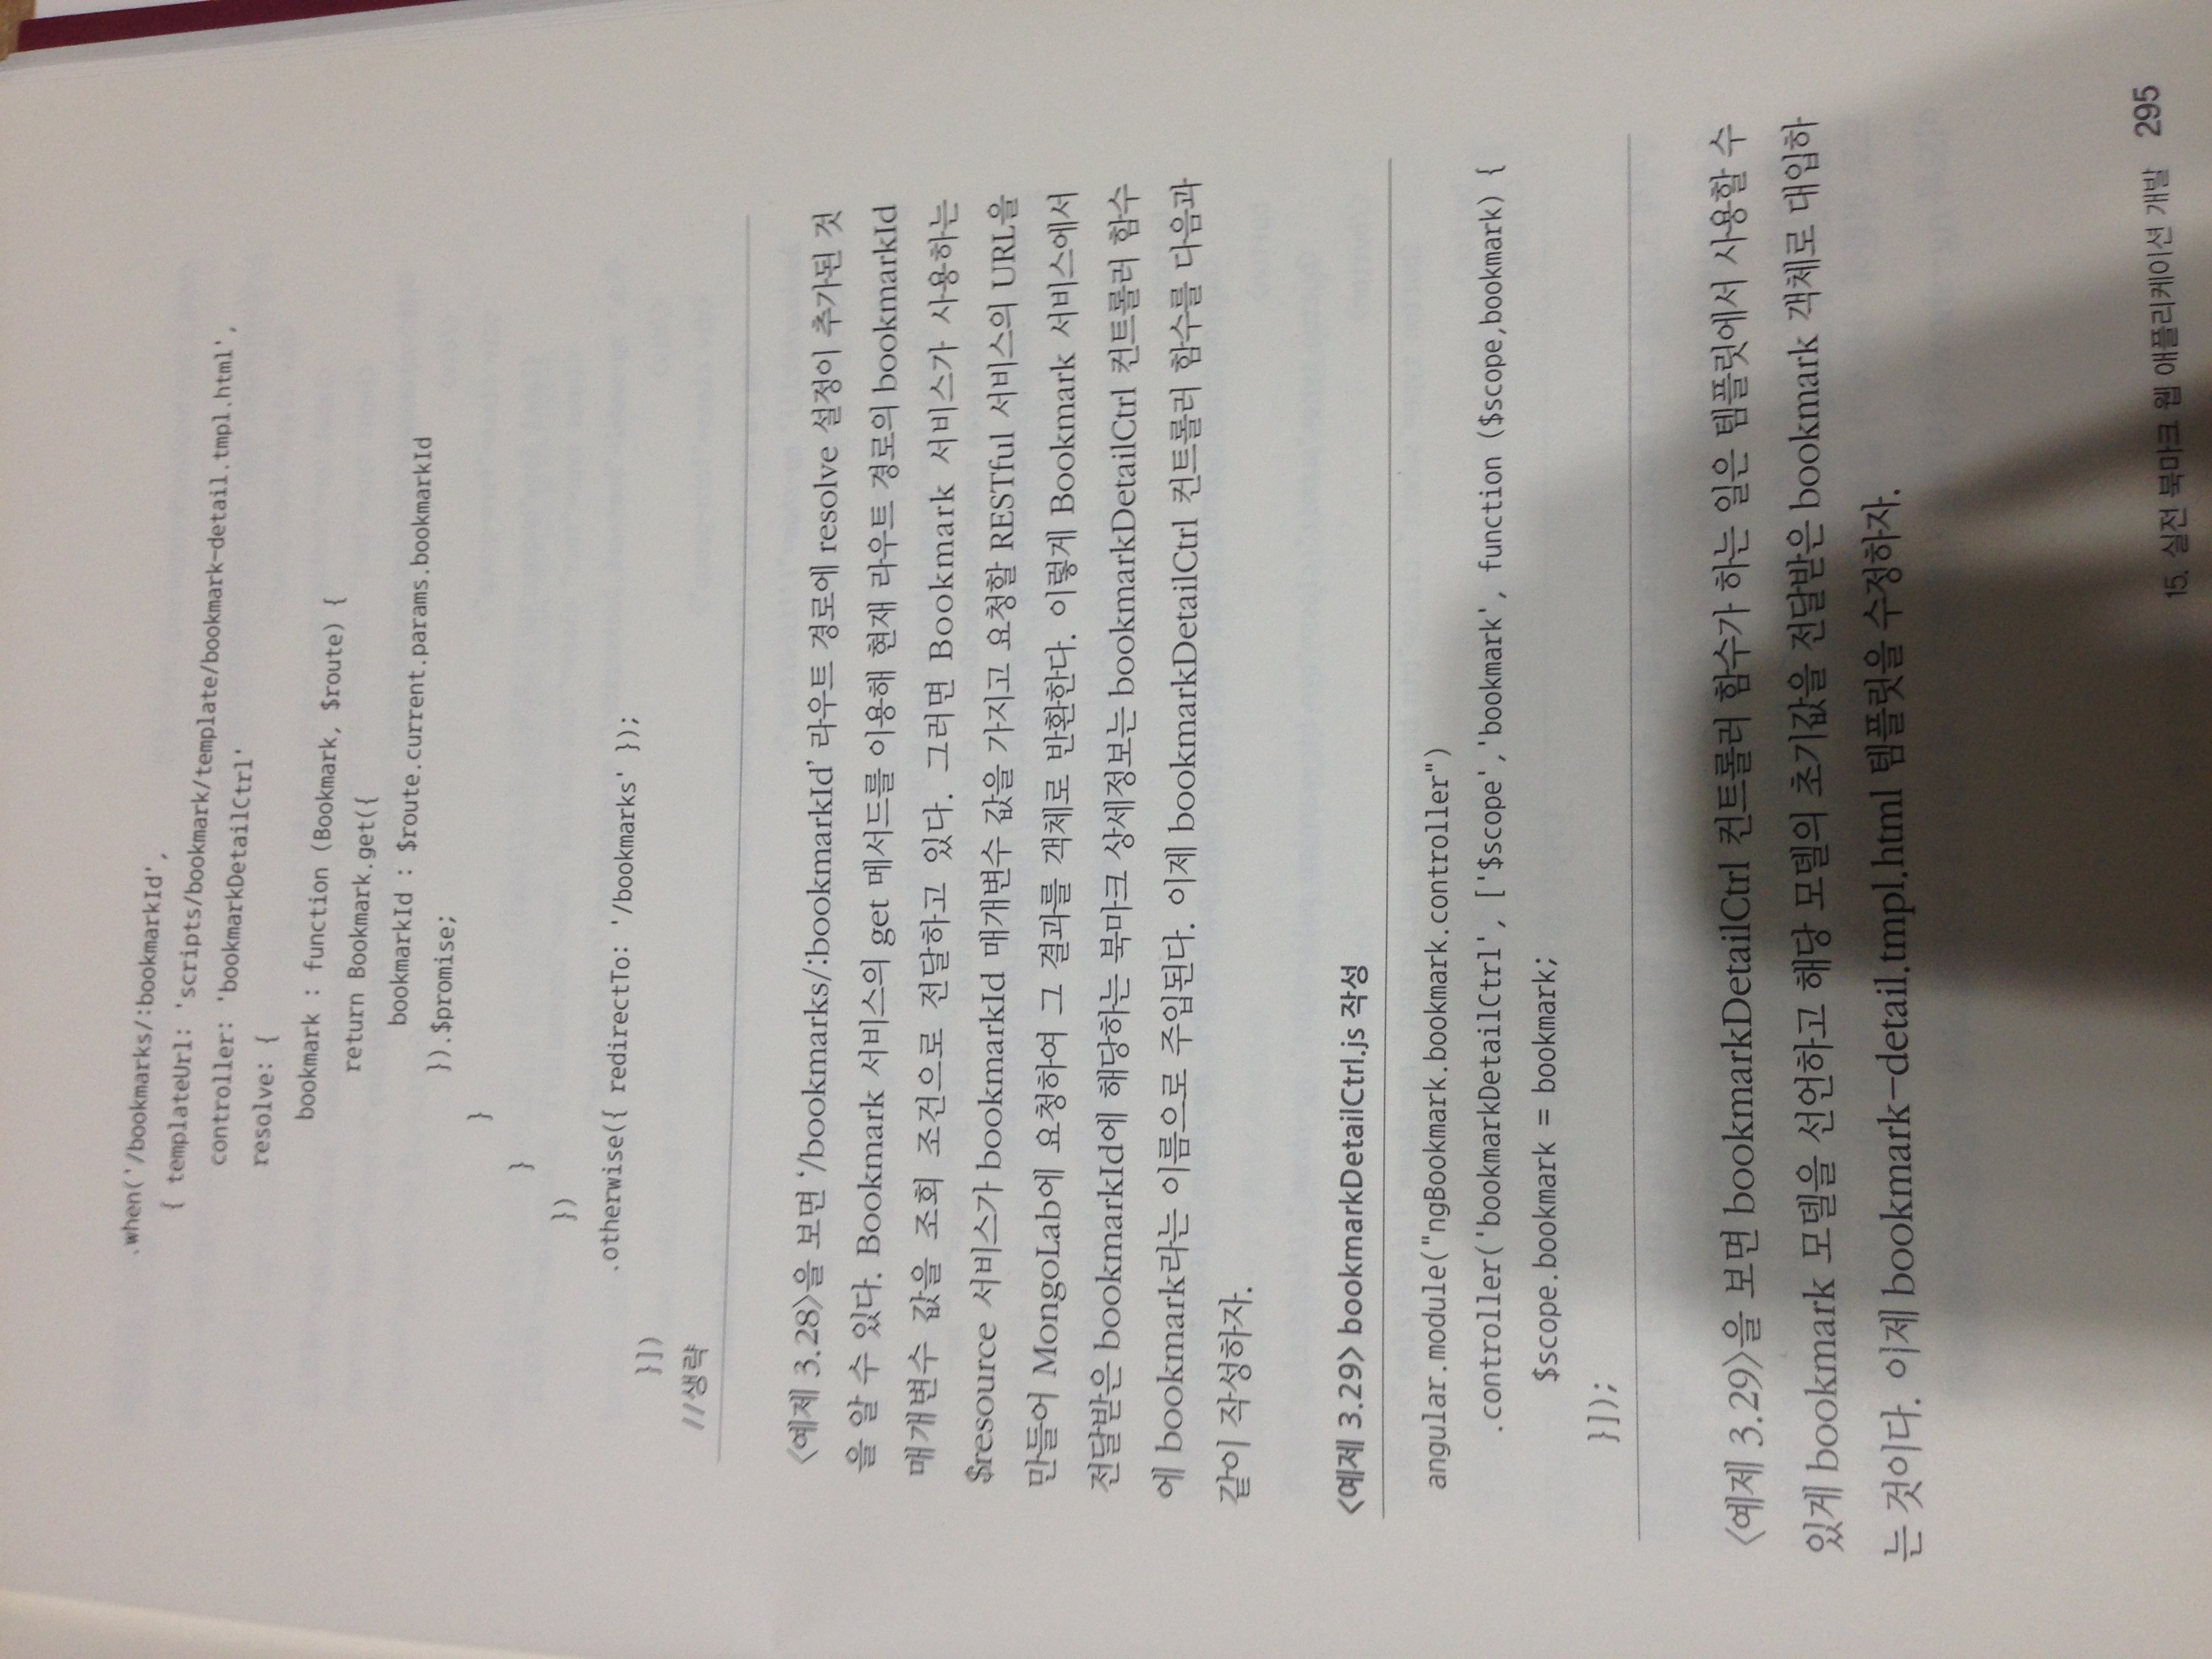 .when('/bookmarks/:bookmarkId',
{ templateUrl: 'scripts/bookmark/template/bookmark-detail.tmpl.html',
controller: 'bookmarkDetailCtrl'
resolve: {
bookmark : function (Bookmark, $route) {
return Bookmark.get({
bookmarkId : $route.current.params.bookmarkId
}).$promise;
}
}
})
.otherwise({ redirectTo: '/bookmarks' });
}])
//생략
〈예제 3.28〉을 보면 ‘/bookmarks/:bookmarkId’ 라우트 경로에 resolve 설정이 추가된 것
을 알 수 있다. Bookmark 서비스의 get 메서드를 이용해 현재 라우트 경로의 bookmarkId
매개변수 값을 조회 조건으로 전달하고 있다. 그러면 Bookmark 서비스가 사용하는
$resource 서비스가 bookmarkId 매개변수 값을 가지고 요청할 RESTful 서비스의 URL을
만들어 MongoLab에 요청하여 그 결과를 객체로 반환한다. 이렇게 Bookmark 서비스에서
전달받은 bookmarkId에 해당하는 북마크 상세정보는 bookmarkDetailCtrl 컨트롤러 함수
에 bookmark라는 이름으로 주입된다. 이제 bookmarkDetailCtrl 컨트롤러 함수를 다음과
같이 작성하자.
〈예제 3.29〉 bookmarkDetailCtrl.js 작성
angular.module("ngBookmark.bookmark.controller")
.controller('bookmarkDetailCtrl', ['$scope','bookmark', function ($scope,bookmark) {
$scope.bookmark = bookmark;
}]);
〈예제 3.29〉을 보면 bookmarkDetailCtrl 컨트롤러 함수가 하는 일은 템플릿에서 사용할 수
있게 bookmark 모델을 선언하고 해당 모델의 초기값을 전달받은 bookmark 객체로 대입하
는 것이다. 이제 bookmark-detail.tmpl.html 템플릿을 수정하자.
15. 실전 북마크 웹 애플리케이션 개발 295